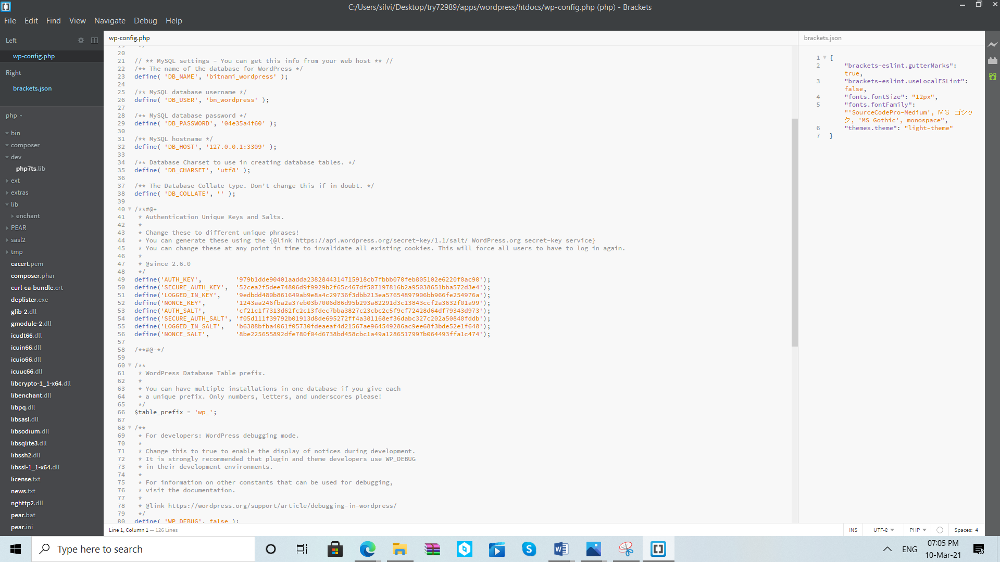 C:/Users/silvi/Desktop/try72989/apps/wordpress/htdocs/wp-config.php (php) - Brackets
File Edit Find View Navigate Debug Help
Left
wp-config.php
Right
brackets.json
php
bin
composer
dev
php7ts.lib
ext
extras
lib
enchant
PEAR
sasl2
tmp
cacert.pem
composer.phar
curl-ca-bundle.crt
deplister.exe
glib-2.dll
gmodule-2.dll
icudt66.dll
icuin66.dll
icuio66.dll
icuuc66.dll
libcrypto-1_1-x64.dll
libenchant.dll
libpq.dll
libsasl.dll
libsodium.dll
libsqlite3.dll
libssh2.dll
libssl-1_1-x64.dll
license.txt
news.txt
nghttp2.dll
pear.bat
pear.ini
wp-config.php
19 */
20
21 // ** MySQL settings - You can get this info from your web host ** //
22 /** The name of the database for WordPress */
23 define( 'DB_NAME', 'bitnami_wordpress' );
24
25 /** MySQL database username */
26 define( 'DB_USER', 'bn_wordpress' );
27
28 /** MySQL database password */
29 define( 'DB_PASSWORD', '04e35a4f60' );
30
31 /** MySQL hostname */
32 define( 'DB_HOST', '127.0.0.1:3309' );
33
34 /** Database Charset to use in creating database tables. */
35 define( 'DB_CHARSET', 'utf8' );
36
37 /** The Database Collate type. Don't change this if in doubt. */
38 define( 'DB_COLLATE', '' );
39
40 /**#@+
41 * Authentication Unique Keys and Salts.
42 *
43 * Change these to different unique phrases!
44 * You can generate these using the {@link https://api.wordpress.org/secret-key/1.1/salt/ WordPress.org secret-key service}
45 * You can change these at any point in time to invalidate all existing cookies. This will force all users to have to log in again.
46 *
47 * @since 2.6.0
48 */
49 define('AUTH_KEY', '979b1dde90401aadda2382844314715918cb7fbbb070feb805102e6220f0ac90');
50 define('SECURE_AUTH_KEY', '52cea2f5dee74806d9f9929b2f65c467df507197816b2a95038651bba572d3e4');
51 define('LOGGED_IN_KEY', '9edbdd480b861649ab9e8a4c29736f3dbb213ea57654897906bb966fe254976a');
52 define('NONCE_KEY', '1243aa246fba2a37eb03b7006d86d95b293a82291d3c13843ccf2a3632f01a99');
53 define('AUTH_SALT', 'cf21c1f7313d62fc2c13fdec7bba3827c23cbc2c5f9cf72428d64df79343d973');
54 define('SECURE_AUTH_SALT', 'f05d111f39792b01913d8de695272ff4a381168ef36dabc327c202a50840fddb');
55 define('LOGGED_IN_SALT', 'b6388bfba4061f05730fdeaeaf4d21567ae964549286ac9ee68f3bde52e1f648');
56 define('NONCE_SALT', '8be225655892dfe780f04d6738bd458cbc1a49a1286517997b064493ffa1c474');
57
58 /**#@-*/
59
60 /**
61 * WordPress Database Table prefix.
62 *
63 * You can have multiple installations in one database if you give each
64 * a unique prefix. Only numbers, letters, and underscores please!
65 */
66 $table_prefix = 'wp_';
67
68 /**
69 * For developers: WordPress debugging mode.
70 *
71 * Change this to true to enable the display of notices during development.
72 * It is strongly recommended that plugin and theme developers use WP_DEBUG
73 * in their development environments.
74 *
75 * For information on other constants that can be used for debugging,
76 * visit the documentation.
77 *
78 * @link https://wordpress.org/support/article/debugging-in-wordpress/
79 */
80 define( 'WP_DEBUG', false );
brackets.json
1 {
2 "brackets-eslint.gutterMarks":
true,
3 "brackets-eslint.useLocalESLint":
false,
4 "fonts.fontSize": "12px",
5 "fonts.fontFamily":
"'SourceCodePro-Medium', ＭＳ ゴシッ
ク, 'MS Gothic', monospace",
6 "themes.theme": "light-theme"
7 }
Line 1, Column 1 — 126 Lines
INS UTF-8 PHP Spaces: 4
Type here to search
ENG
07:05 PM
10-Mar-21